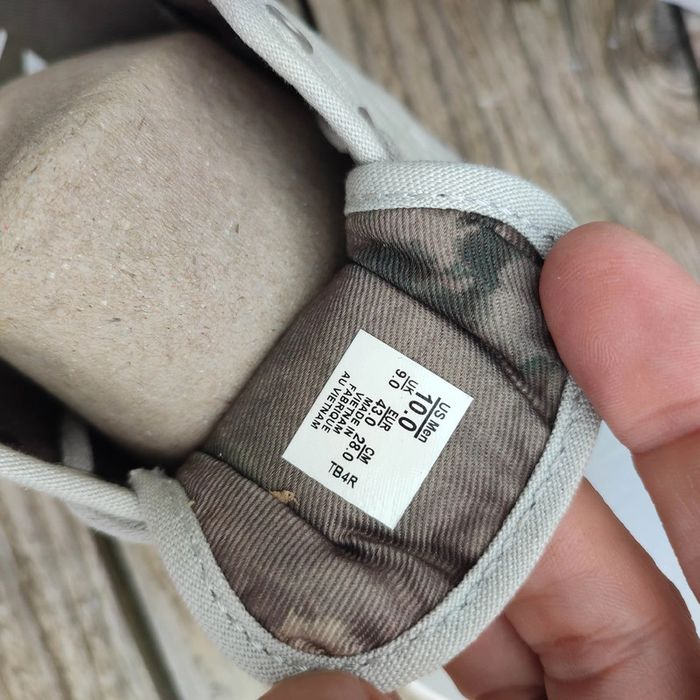 US Men
10.0
UK EUR CM
9.0 43.0 28.0
MADE IN
VIETNAM
FABRIQUE
AU VIETNAM
TB4R